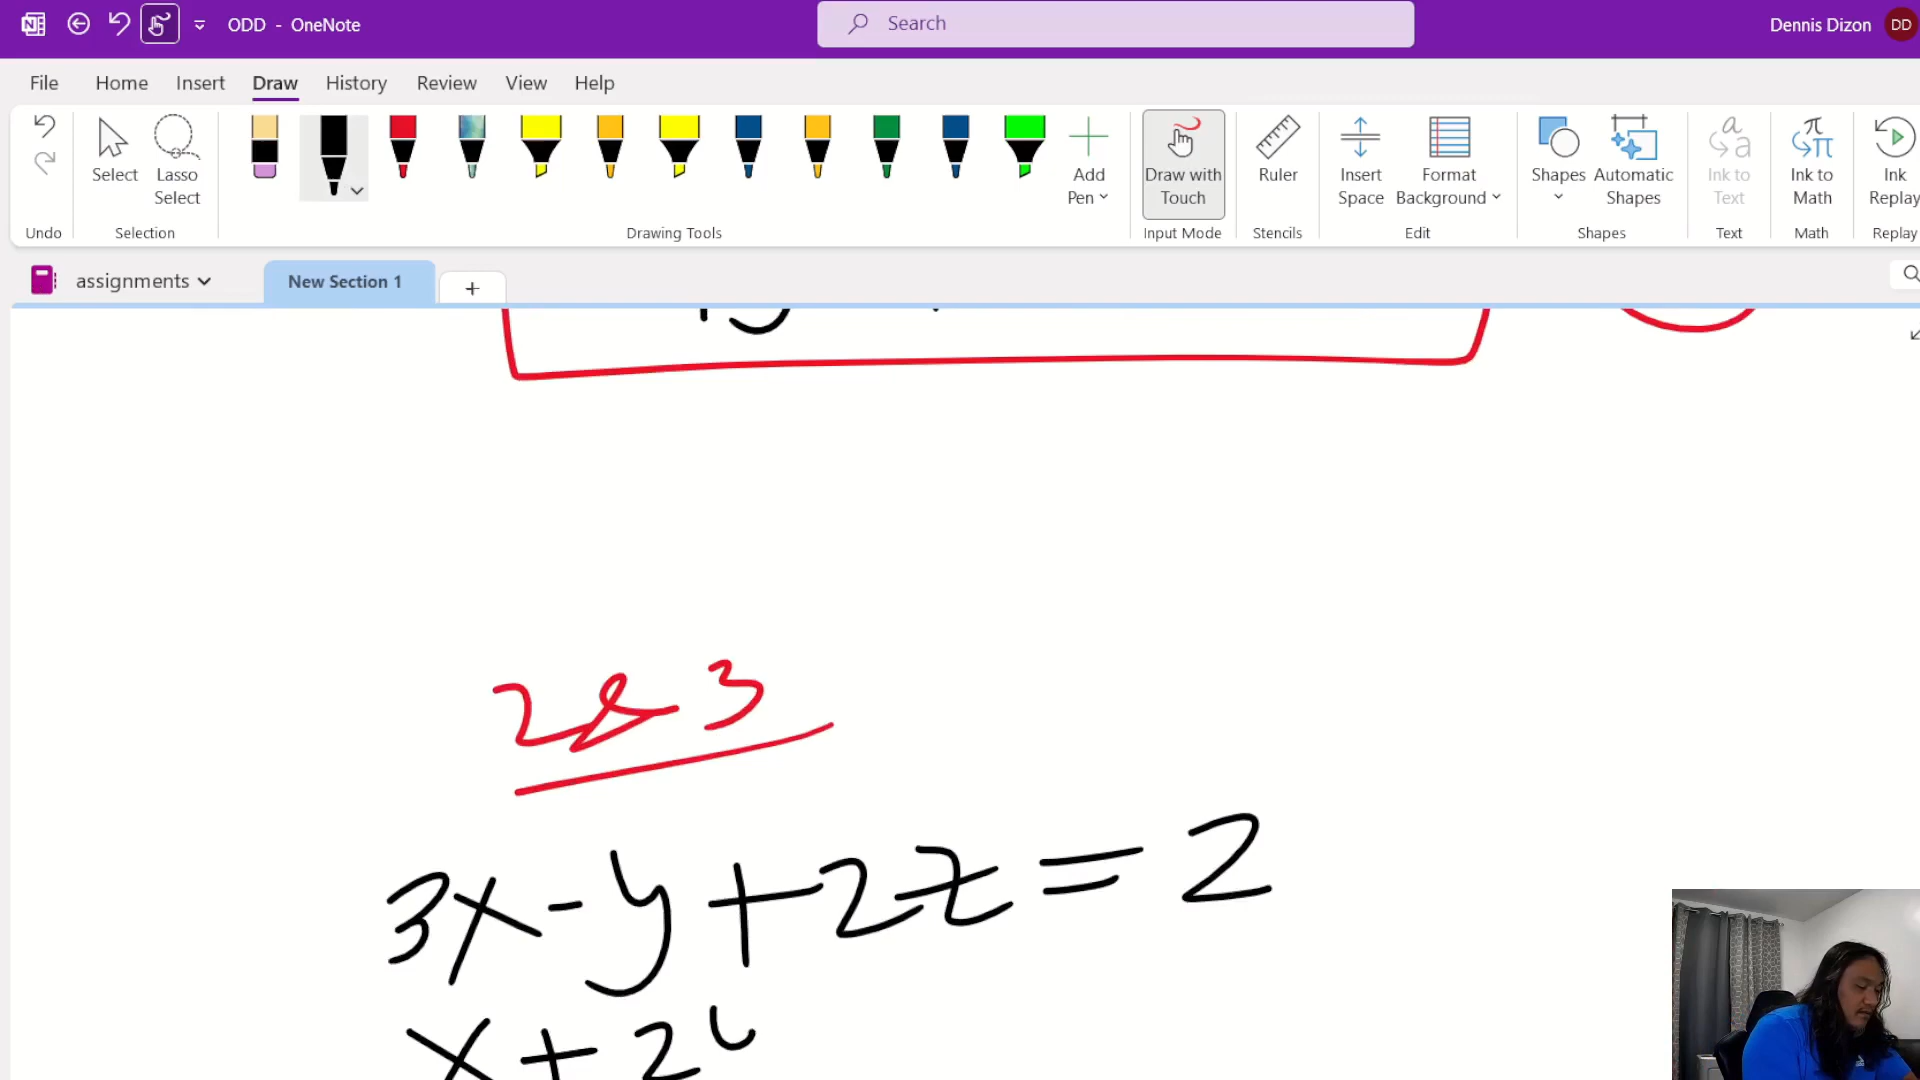 ODD - OneNote
Search
Dennis Dizon
DD
File Home Insert Draw History Review View Help
Select
Lasso Select
Add Pen
Draw with Touch
Ruler
Insert Space
Format Background
Shapes
Automatic Shapes
Ink to Text
Ink to Math
Ink Replay
Undo Selection Drawing Tools Input Mode Stencils Edit Shapes Text Math Replay
assignments
New Section 1
+
2 & 3
3x - y + 2z = 2
x + 2